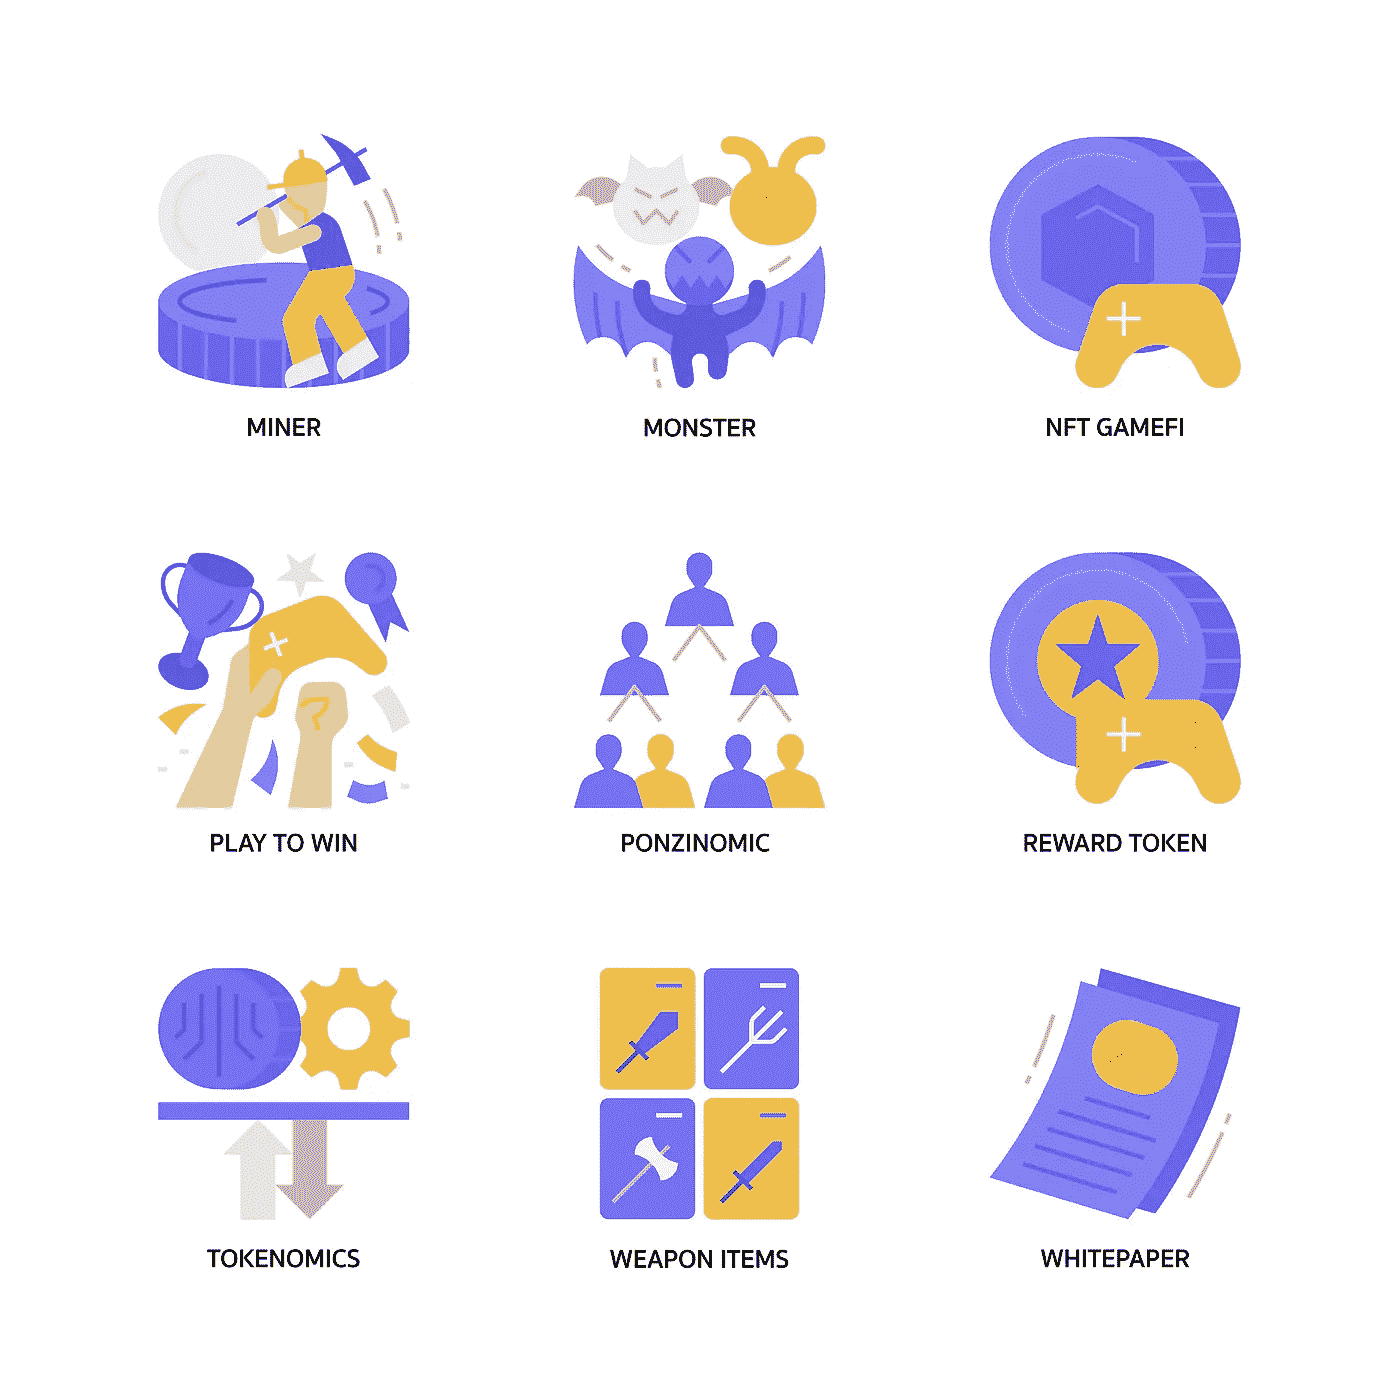 MINER
MONSTER
NFT GAMEFI
PLAY TO WIN
PONZINOMIC
REWARD TOKEN
TOKENOMICS
WEAPON ITEMS
WHITEPAPER